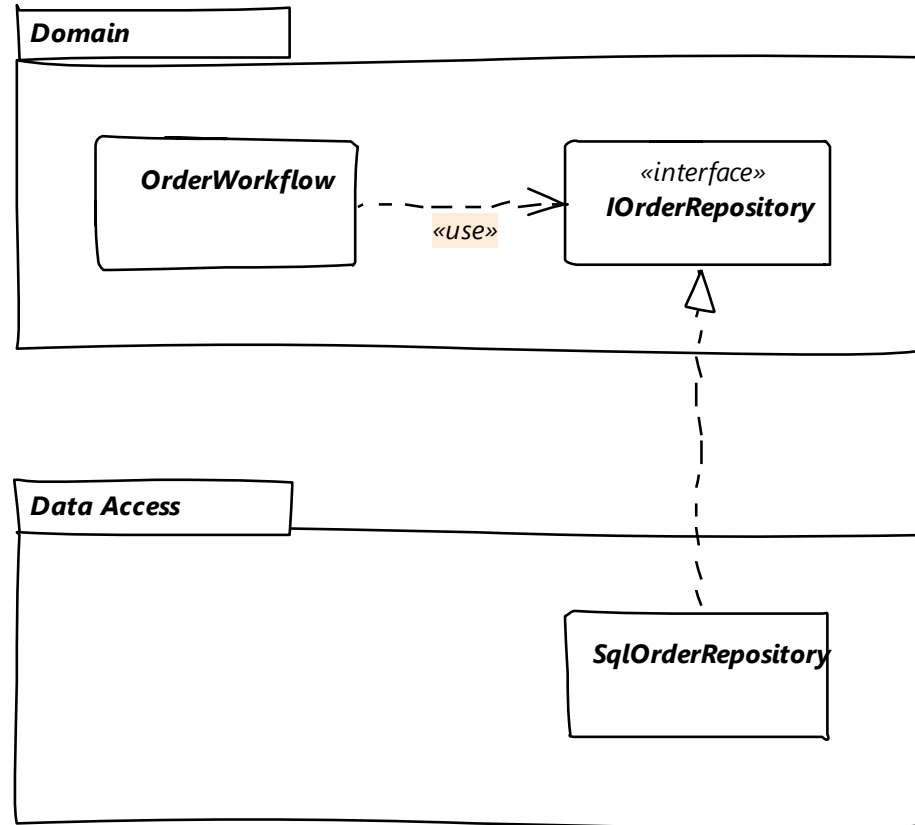 Domain
OrderWorkflow
«interface»
IOrderRepository
«use»
Data Access
SqlOrderRepository